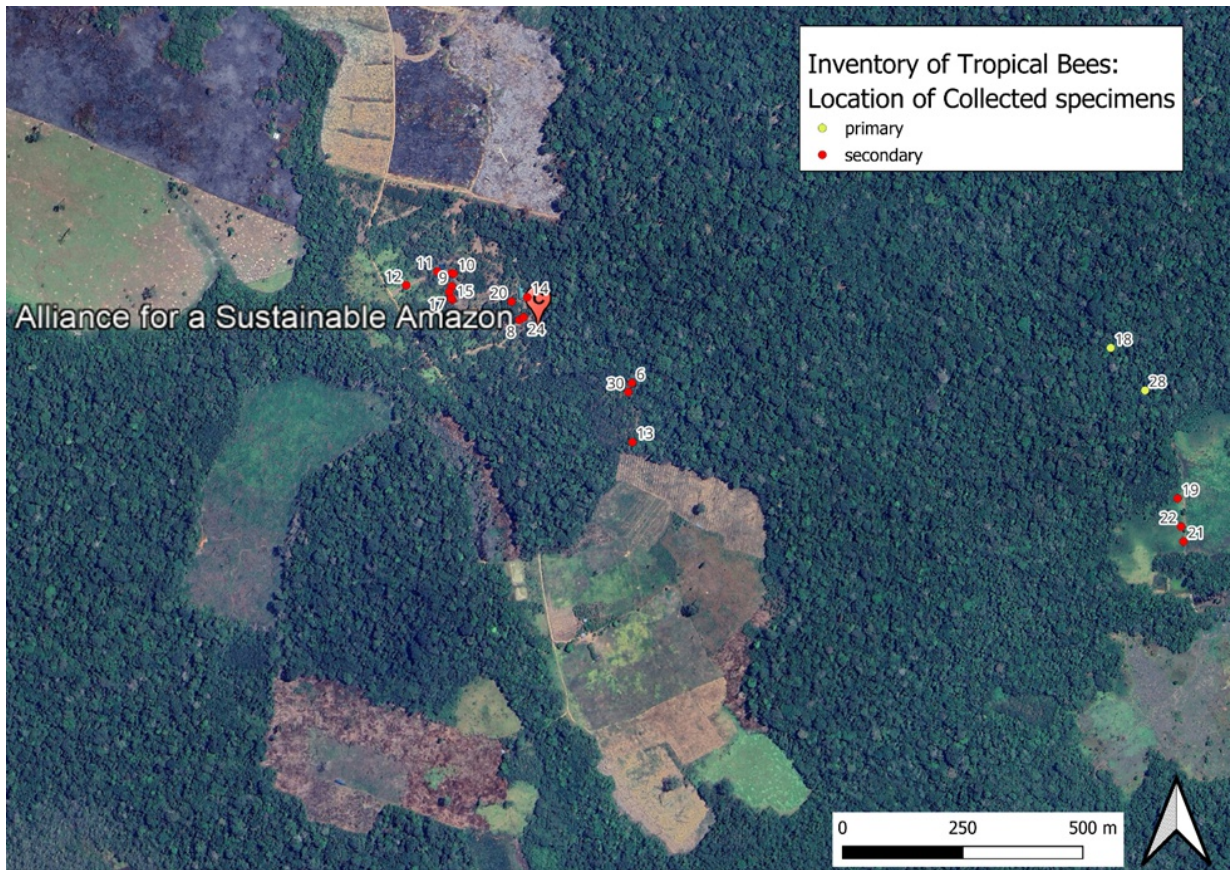 Inventory of Tropical Bees:
Location of Collected specimens
primary
secondary
11
10
12
9
15
17
20
14
C
Alliance for a Sustainable Amazon
8
24
18
6
30
28
13
19
22
21
0 250 500 m